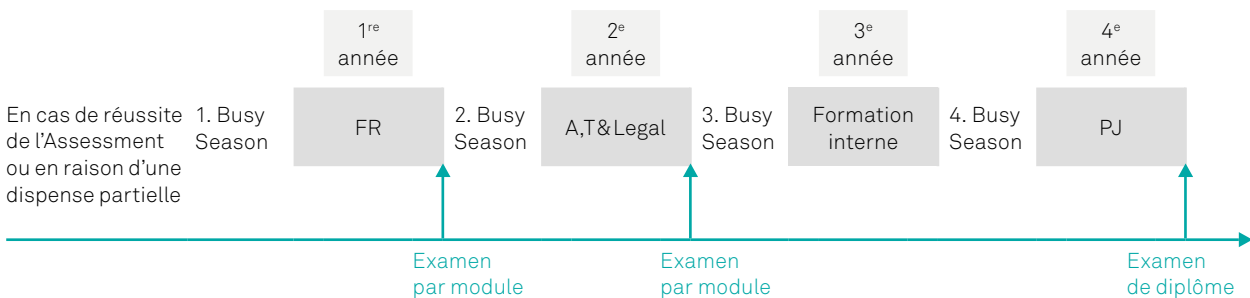 1re
année
2e
année
3e
année
4e
année
En cas de réussite
de l'Assessment
ou en raison d'une
dispense partielle
1. Busy
Season
FR
2. Busy
Season
A,T&Legal
3. Busy
Season
Formation
interne
4. Busy
Season
PJ
Examen
par module
Examen
par module
Examen
de diplôme